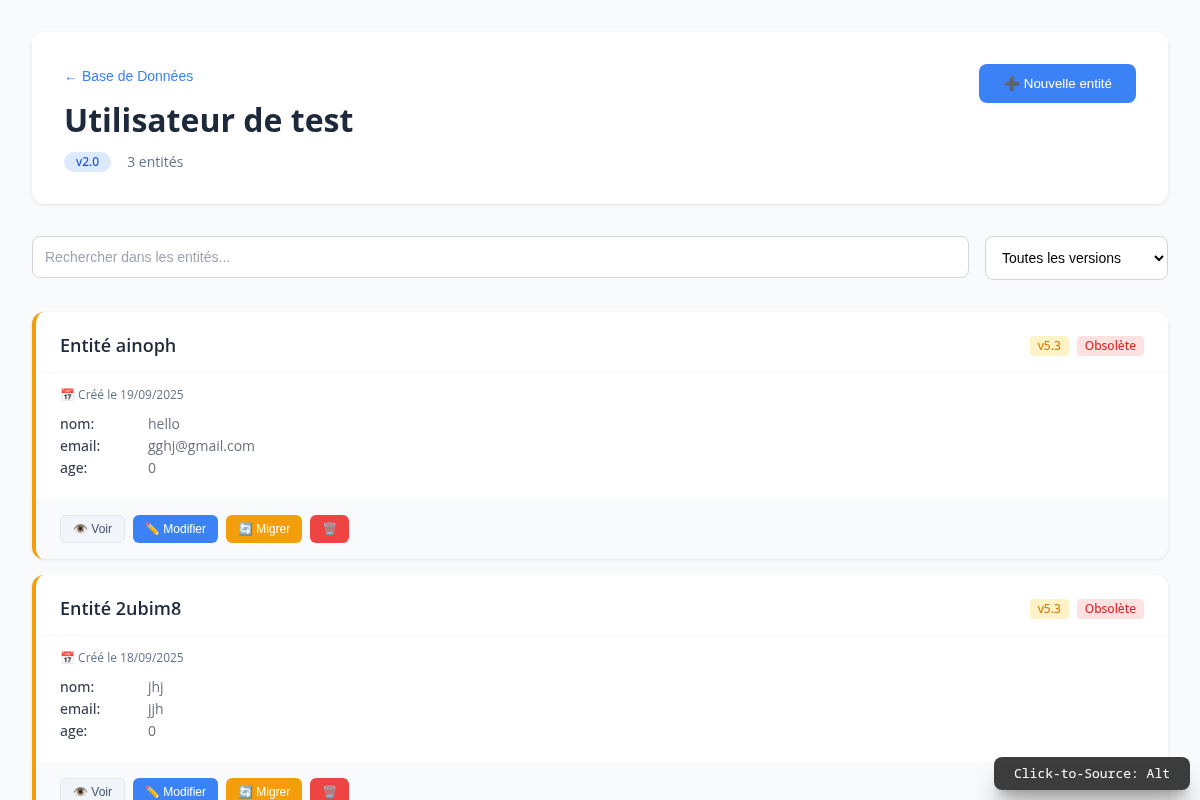 ← Base de Données
➕ Nouvelle entité
Utilisateur de test
v2.0 3 entités
Rechercher dans les entités...
Toutes les versions
Entité ainoph
v5.3 Obsolète
📅 Créé le 19/09/2025
nom: hello
email: gghj@gmail.com
age: 0
👁️ Voir ✏️ Modifier 🔄 Migrer 🗑️
Entité 2ubim8
v5.3 Obsolète
📅 Créé le 18/09/2025
nom: jhj
email: jjh
age: 0
👁️ Voir ✏️ Modifier 🔄 Migrer 🗑️
Click-to-Source: Alt